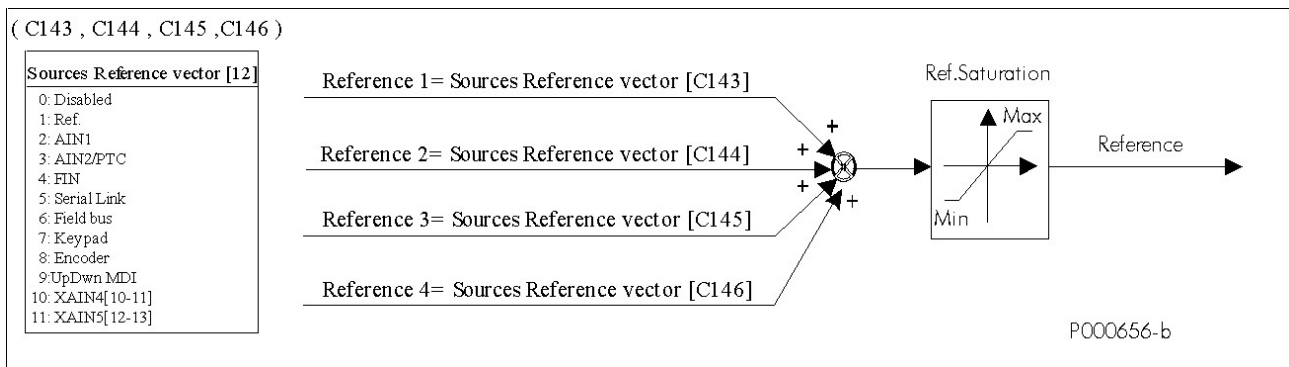 ( C143 , C144 , C145 ,C146 )
Sources Reference vector [12]
0: Disabled
1: Ref.
2: AIN1
3: AIN2/PTC
4: FIN
5: Serial Link
6: Field bus
7: Keypad
8: Encoder
9:UpDwn MDI
10: XAIN4[10-11]
11: XAIN5[12-13]
Reference 1= Sources Reference vector [C143]
+
Reference 2= Sources Reference vector [C144]
+
Reference 3= Sources Reference vector [C145]
+
Reference 4= Sources Reference vector [C146]
+
Ref.Saturation
Max
Min
Reference
P000656-b